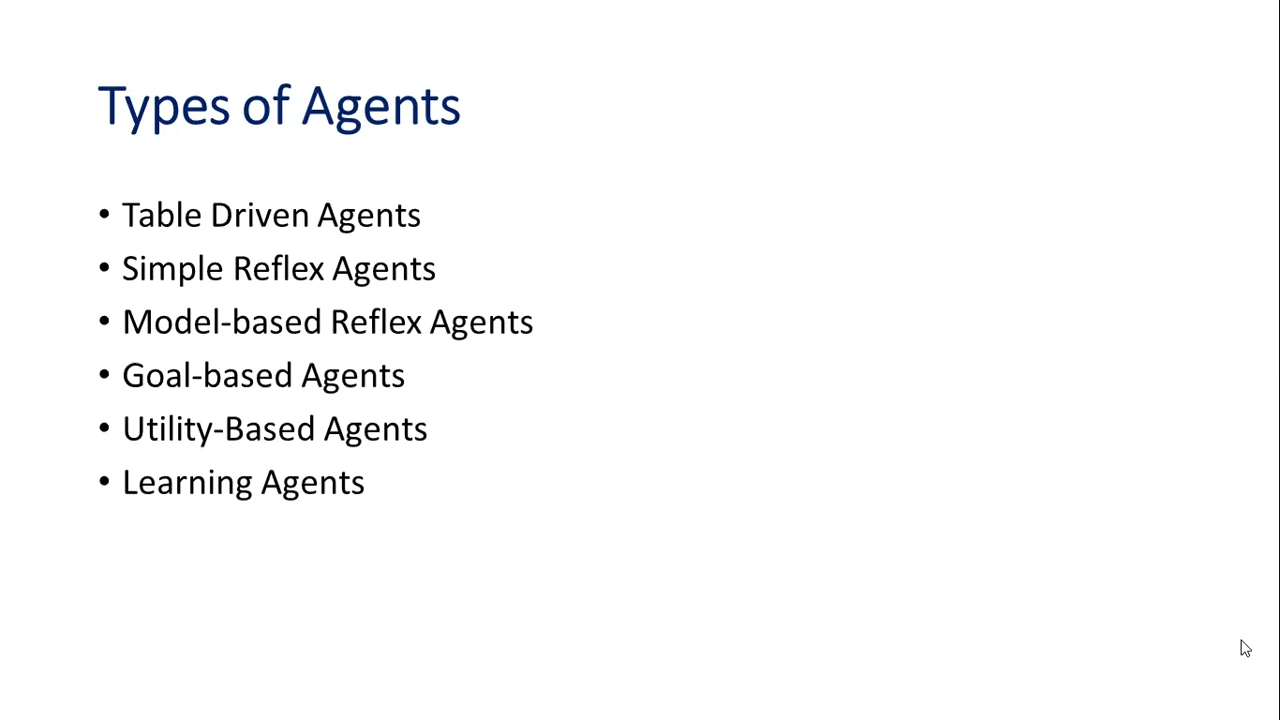 Types of Agents
• Table Driven Agents
• Simple Reflex Agents
• Model-based Reflex Agents
• Goal-based Agents
• Utility-Based Agents
• Learning Agents